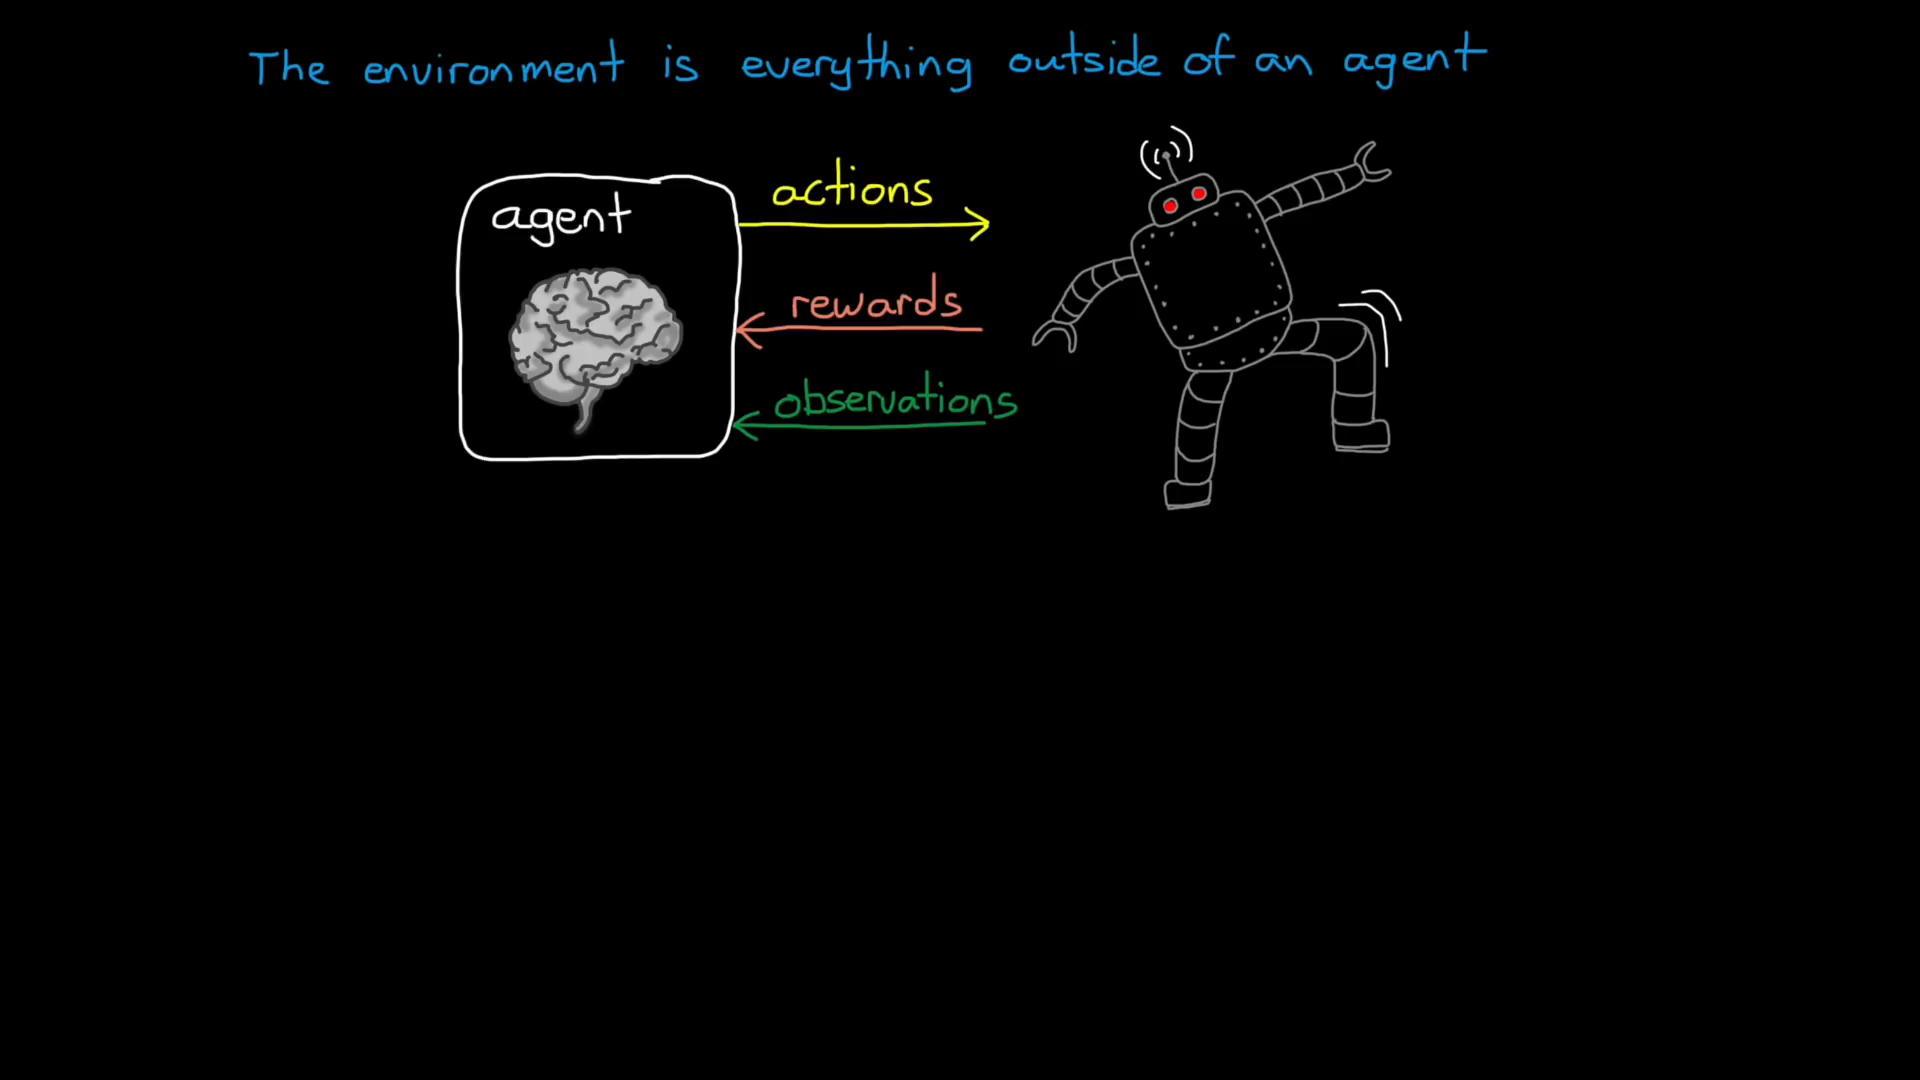 The environment is everything outside of an agent
agent
actions
rewards
observations